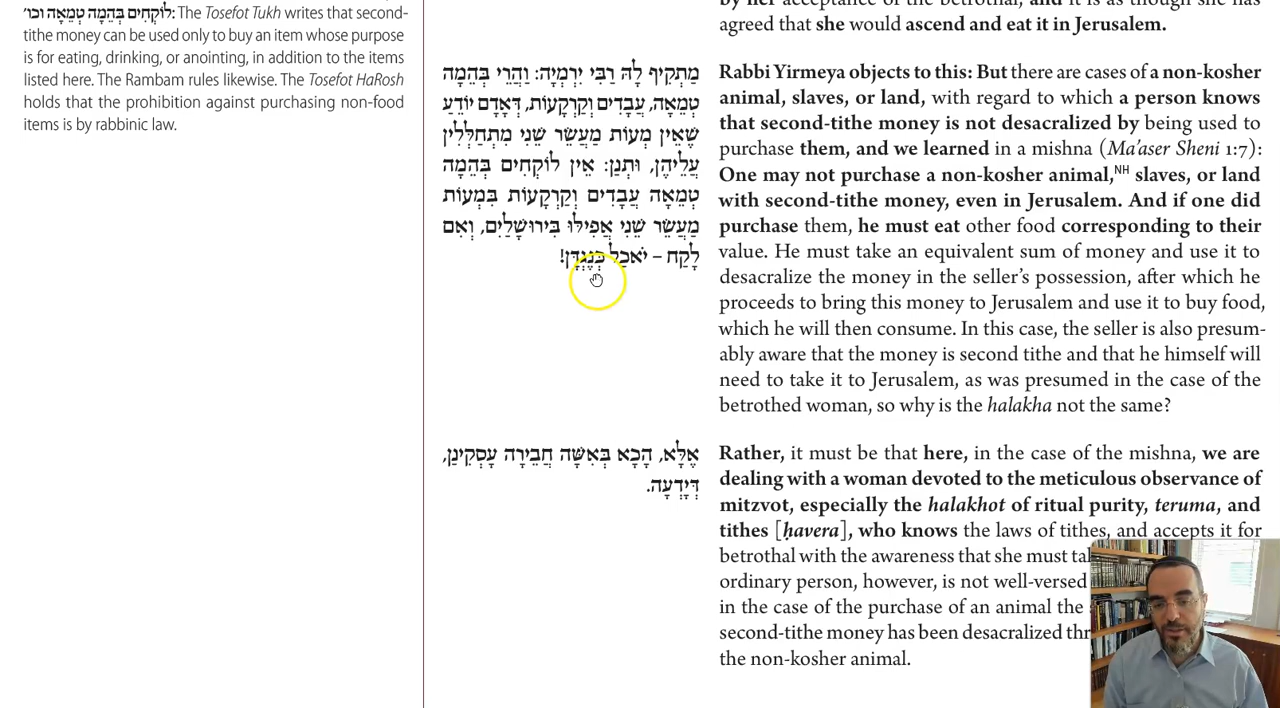 לוֹקְחִים בְּהֵמָה טְמֵאָה וכו׳: The Tosefot Tukh writes that second-
tithe money can be used only to buy an item whose purpose
is for eating, drinking, or anointing, in addition to the items
listed here. The Rambam rules likewise. The Tosefot HaRosh
holds that the prohibition against purchasing non-food
items is by rabbinic law.
מַתְקֵיף לָהּ רַבִּי יִרְמְיָה: וַהֲרֵי בְּהֵמָה
טְמֵאָה, עֲבָדִים וְקַרְקָעוֹת, דְּאָדָם יוֹדֵעַ
שֶׁאֵין מְעוֹת מַעֲשֵׂר שֵׁנִי מִתְחַלְּלִין
עֲלֵיהֶן, וּתְנַן: אֵין לוֹקְחִים בְּהֵמָה
טְמֵאָה עֲבָדִים וְקַרְקָעוֹת בִּמְעוֹת
מַעֲשֵׂר שֵׁנִי אֲפִילּוּ בִּירוּשָׁלַיִם, וְאִם
לָקַח – יֹאכַל כְּנֶגְדָּן!
אֶלָּא, הָכָא בְּאִשָּׁה חֲבֵירָה עָסְקִינַן,
דְּיָדְעָה.
by her acceptance of the betrothal, and it is as though she has
agreed that she would ascend and eat it in Jerusalem.
Rabbi Yirmeya objects to this: But there are cases of a non-kosher
animal, slaves, or land, with regard to which a person knows
that second-tithe money is not desacralized by being used to
purchase them, and we learned in a mishna (Ma'aser Sheni 1:7):
One may not purchase a non-kosher animal,NH slaves, or land
with second-tithe money, even in Jerusalem. And if one did
purchase them, he must eat other food corresponding to their
value. He must take an equivalent sum of money and use it to
desacralize the money in the seller's possession, after which he
proceeds to bring this money to Jerusalem and use it to buy food,
which he will then consume. In this case, the seller is also presum-
ably aware that the money is second tithe and that he himself will
need to take it to Jerusalem, as was presumed in the case of the
betrothed woman, so why is the halakha not the same?
Rather, it must be that here, in the case of the mishna, we are
dealing with a woman devoted to the meticulous observance of
mitzvot, especially the halakhot of ritual purity, teruma, and
tithes [ḥavera], who knows the laws of tithes, and accepts it for
betrothal with the awareness that she must
ordinary person, however, is not well-versed
in the case of the purchase of an animal the
second-tithe money has been desacralized
the non-kosher animal.